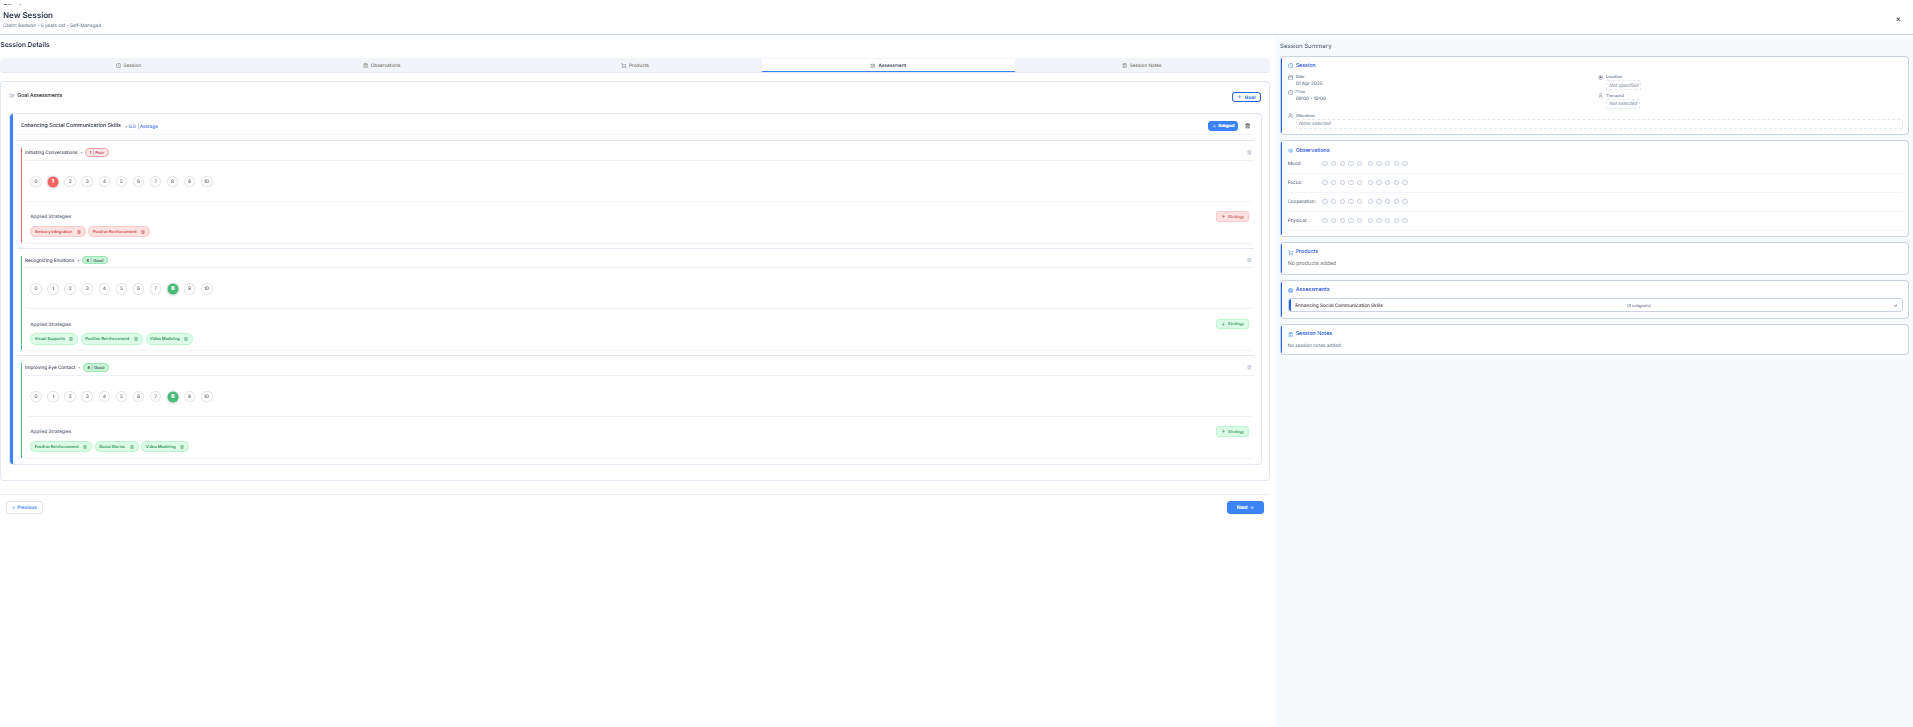 New Session
Client: Radwan - 5 years old - Self-Managed
Session Details
Session
Observations
Products
Assessment
Session Notes
Goal Assessments
+ Goal
Enhancing Social Communication Skills
Average
Initiating Conversations • 1 | Poor
0 1 2 3 4 5 6 7 8 9 10
Applied Strategies
+ Strategy
Sensory Integration
Positive Reinforcement
Recognizing Emotions • 8 | Good
0 1 2 3 4 5 6 7 8 9 10
Applied Strategies
+ Strategy
Visual Supports
Positive Reinforcement
Video Modeling
Improving Eye Contact • 8 | Good
0 1 2 3 4 5 6 7 8 9 10
Applied Strategies
+ Strategy
Positive Reinforcement
Social Stories
Video Modeling
Previous
Next →
Session Summary
Session
Date
01 Apr 2025
Time
09:00 - 10:00
Location
Not specified
Not selected
Attendees
None selected
Observations
Mood:
Focus:
Cooperation:
Physical:
Products
No products added
Assessments
Enhancing Social Communication Skills
Session Notes
No session notes added